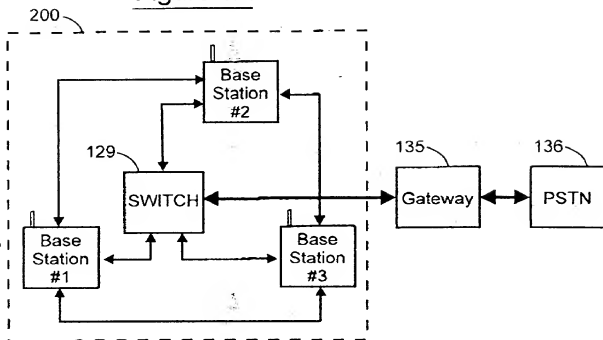 200
Base
Station
#2
129
135
136
SWITCH
Gateway
PSTN
Base
Station
#1
Base
Station
#3